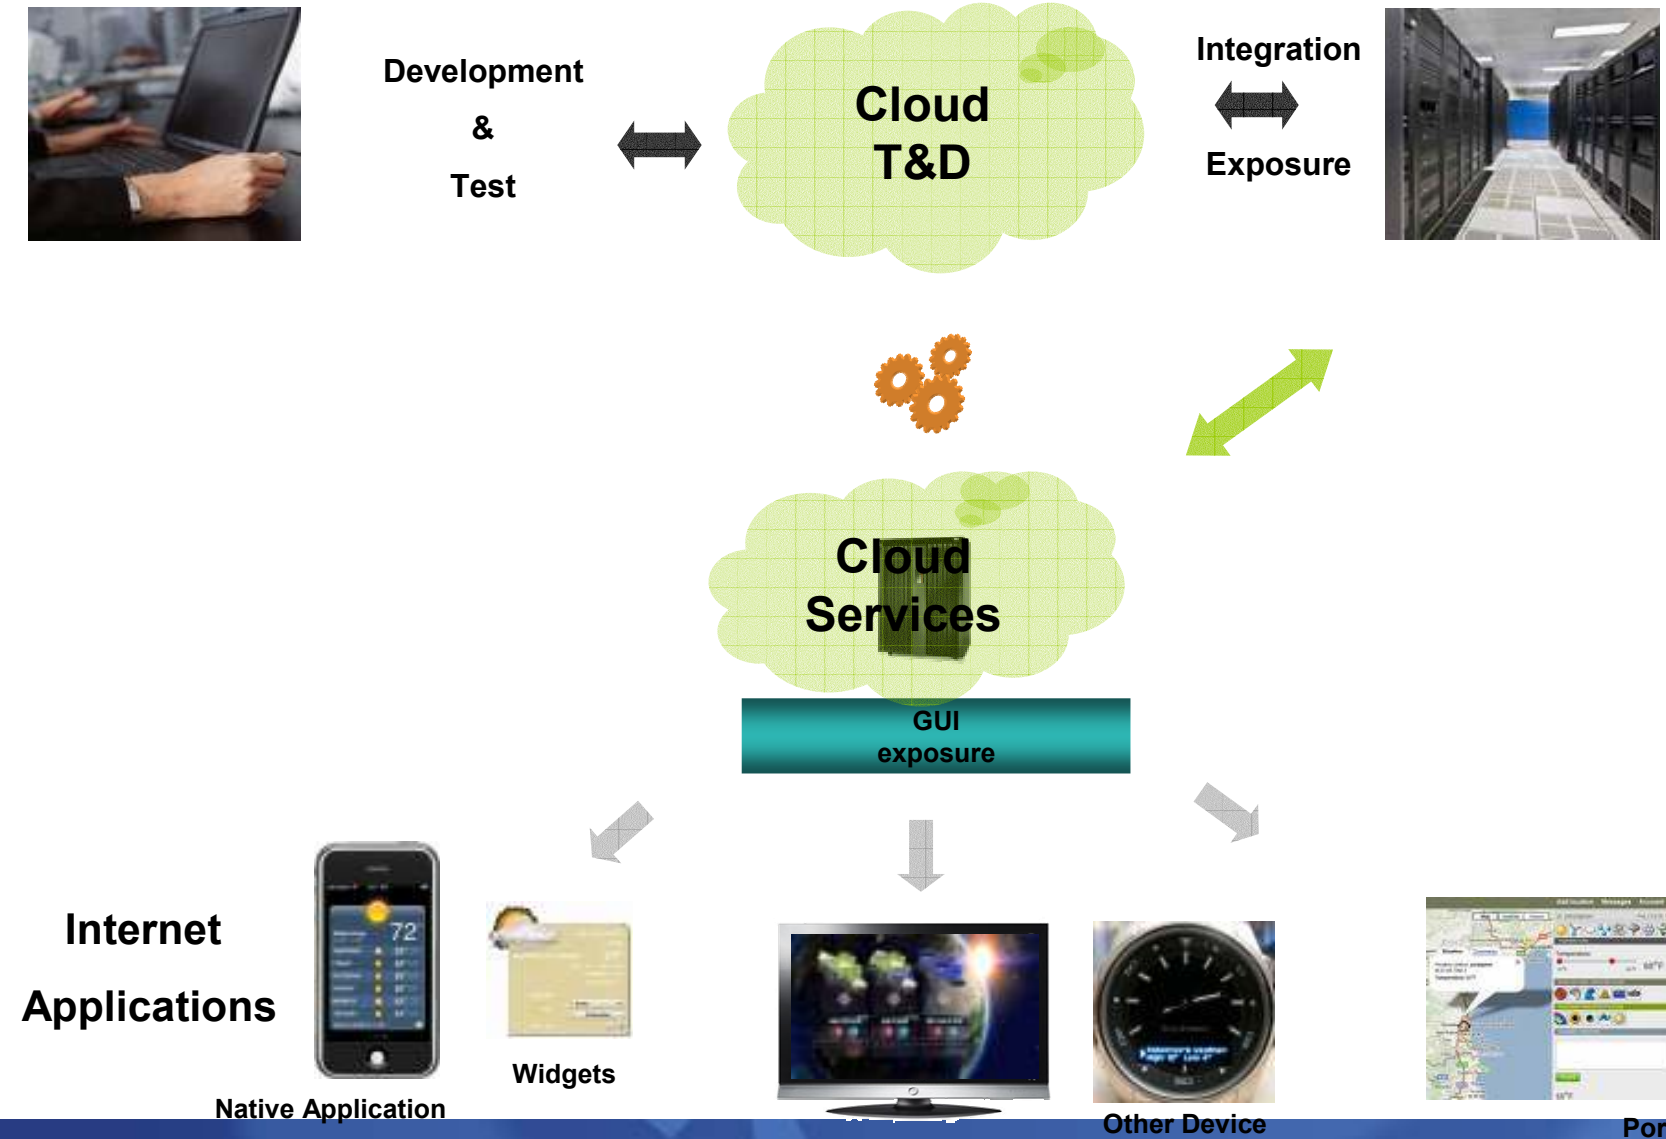 Development
&
Test
Cloud
T&D
Integration
Exposure
Cloud
Services
GUI
exposure
Internet
Applications
72
Native Application
Widgets
Other Device
Por